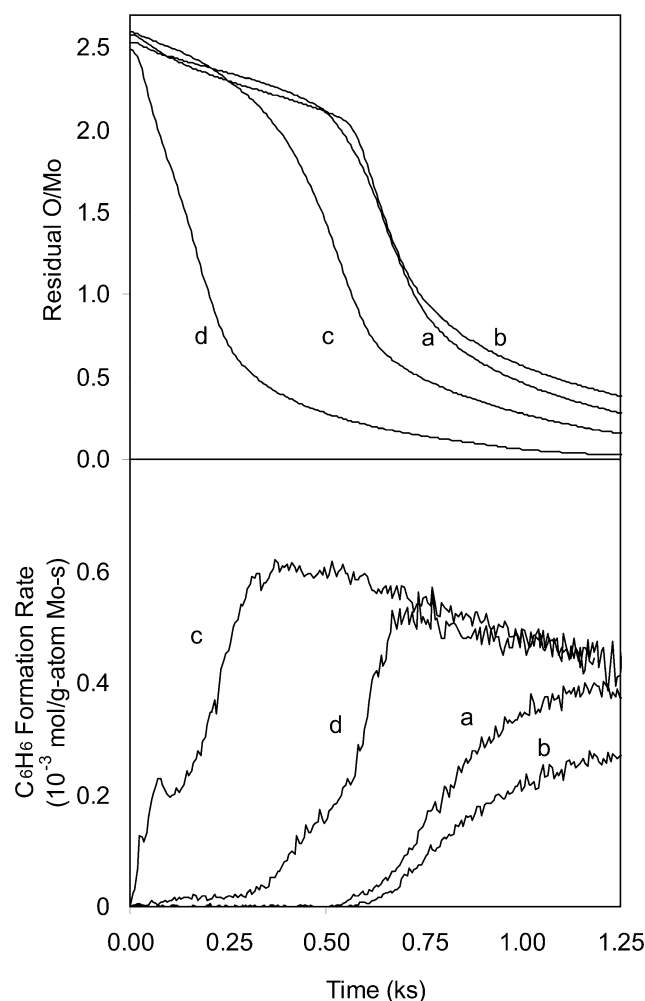 2.5
2.0
1.5
1.0
0.5
0.0
Residual O/Mo
d
c
a
b
0.6
0.4
0.2
0
C6H6 Formation Rate
(10-3 mol/g-atom Mo-s)
c
d
a
b
0.00
0.25
0.50
0.75
1.00
1.25
Time (ks)